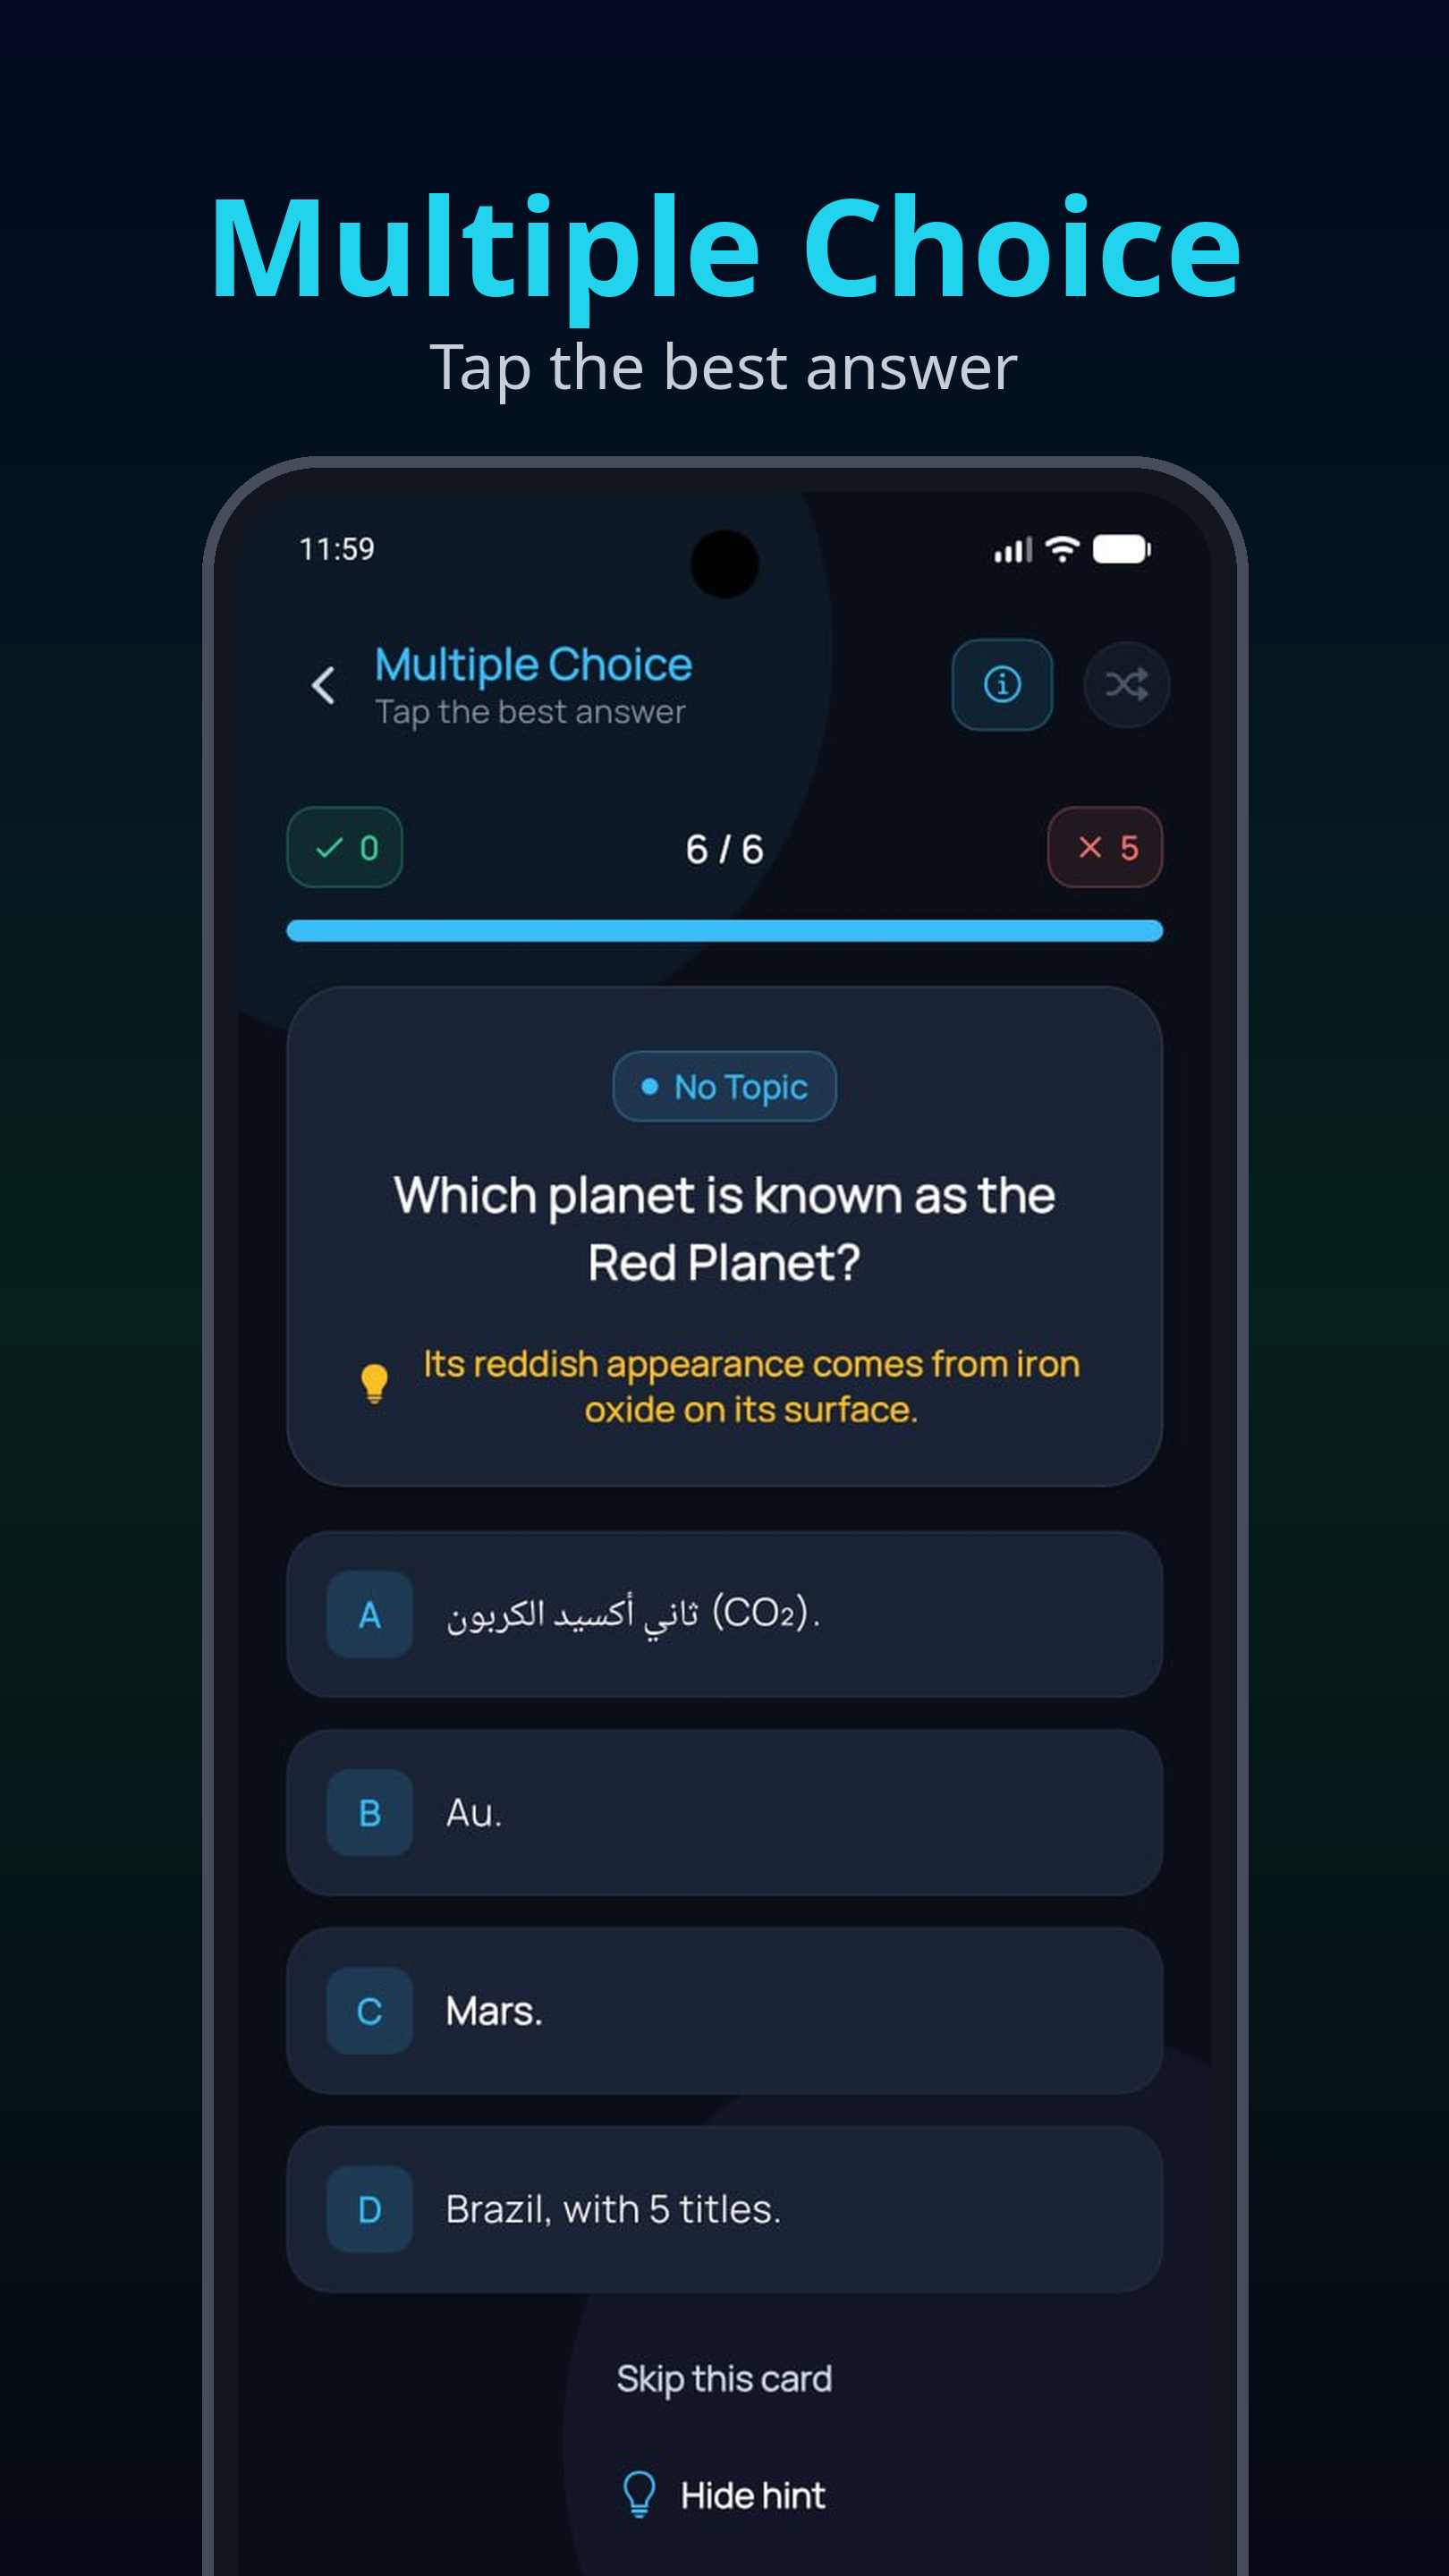 Multiple Choice
Tap the best answer
11:59
Multiple Choice
Tap the best answer
0
6 / 6
5
No Topic
Which planet is known as the
Red Planet?
Its reddish appearance comes from iron
oxide on its surface.
A
ثاني أكسيد الكربون (CO₂).
B
Au.
C
Mars.
D
Brazil, with 5 titles.
Skip this card
Hide hint